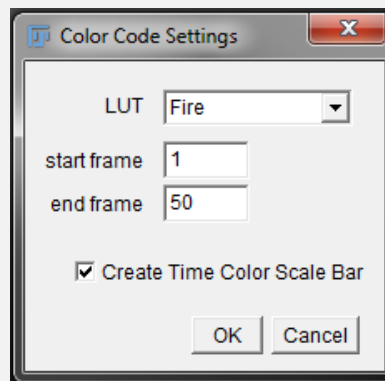 Color Code Settings
LUT Fire
start frame 1
end frame 50
Create Time Color Scale Bar
OK Cancel